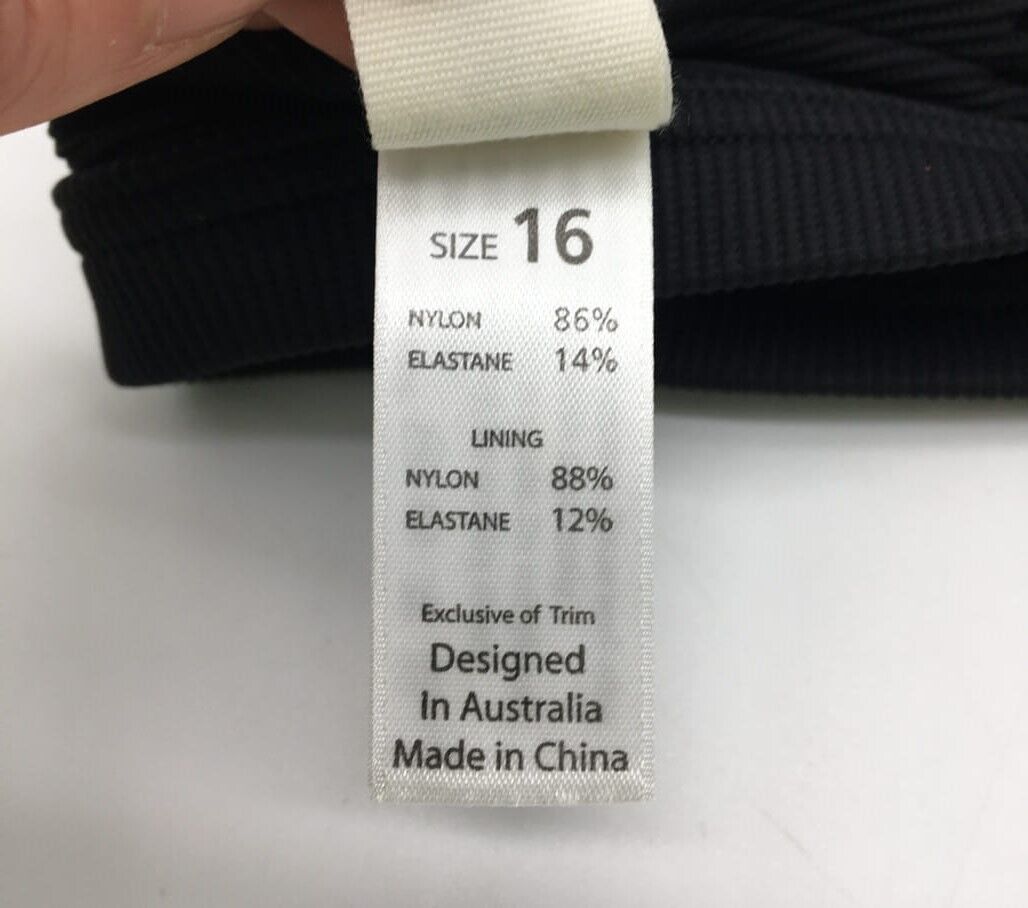 SIZE 16
NYLON 86%
ELASTANE 14%
LINING
NYLON 88%
ELASTANE 12%
Exclusive of Trim
Designed
In Australia
Made in China